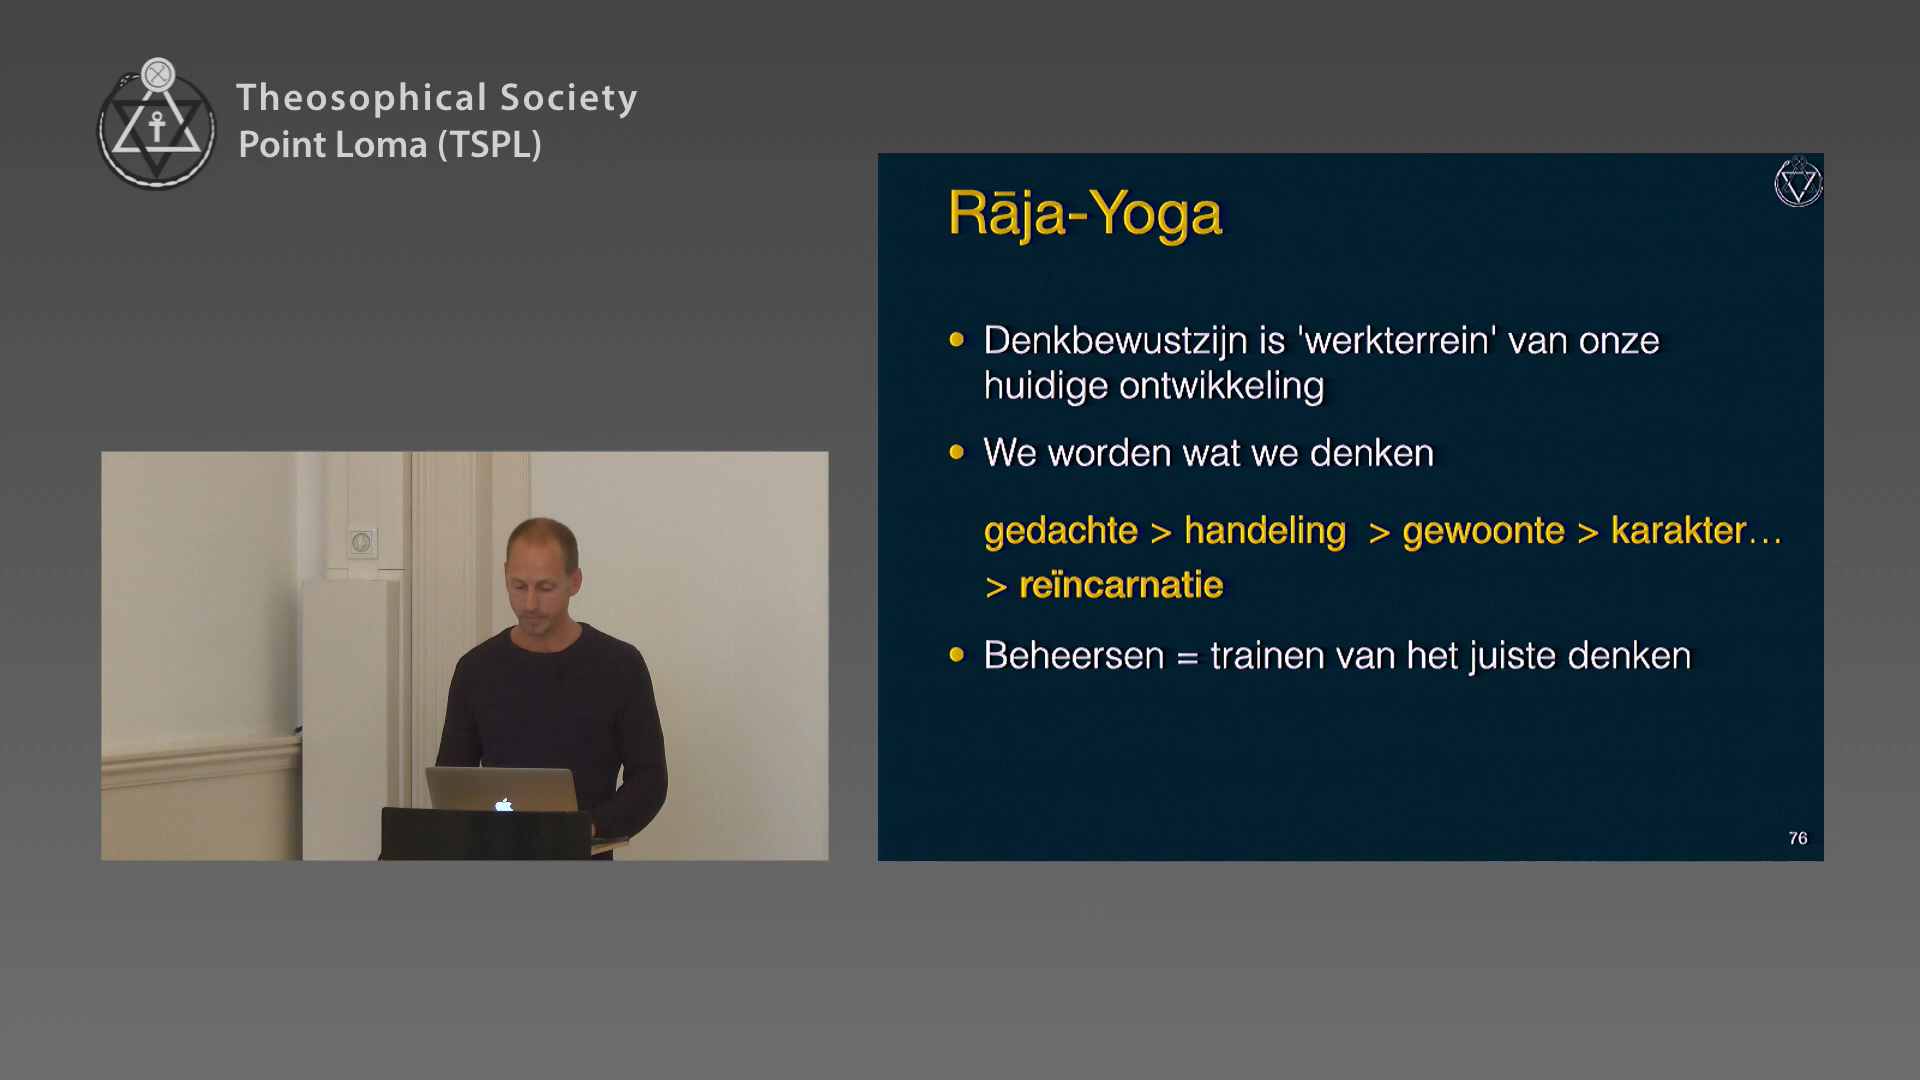 Theosophical Society
Point Loma (TSPL)
Rāja-Yoga
• Denkbewustzijn is 'werkterrein' van onze
huidige ontwikkeling
• We worden wat we denken
gedachte > handeling > gewoonte > karakter…
> reïncarnatie
• Beheersen = trainen van het juiste denken
76